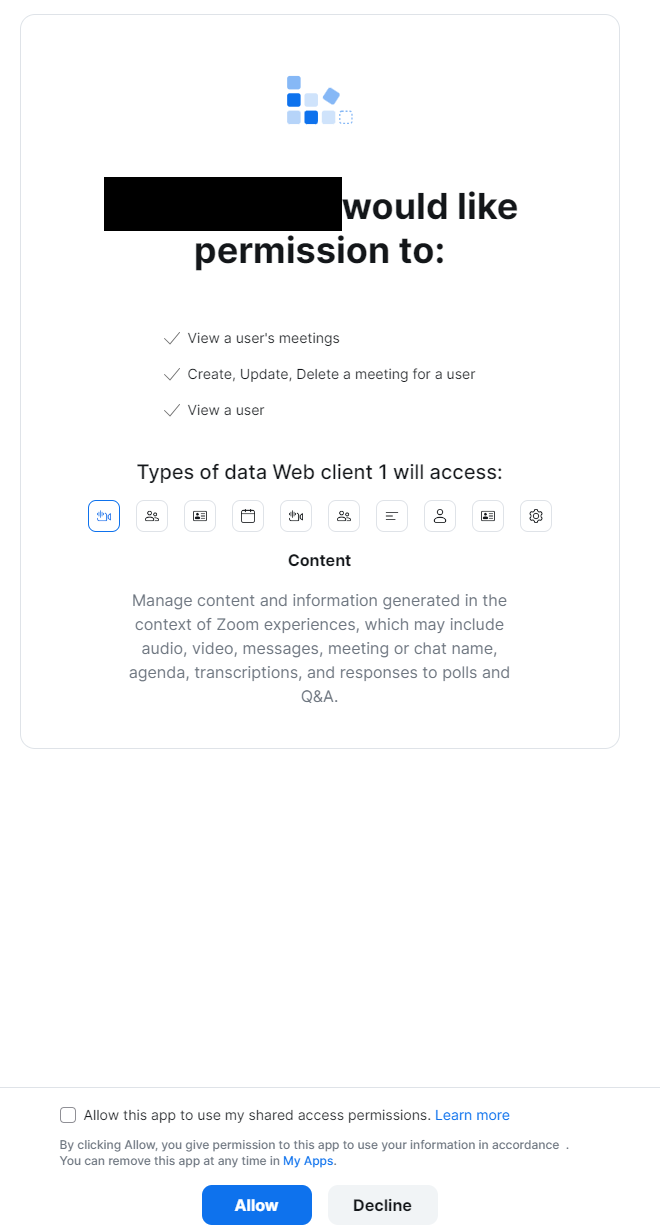 would like
permission to:
View a user's meetings
Create, Update, Delete a meeting for a user
View a user
Types of data Web client 1 will access:
Content
Manage content and information generated in the
context of Zoom experiences, which may include
audio, video, messages, meeting or chat name,
agenda, transcriptions, and responses to polls and
Q&A.
Allow this app to use my shared access permissions. Learn more
By clicking Allow, you give permission to this app to use your information in accordance .
You can remove this app at any time in My Apps.
Allow Decline